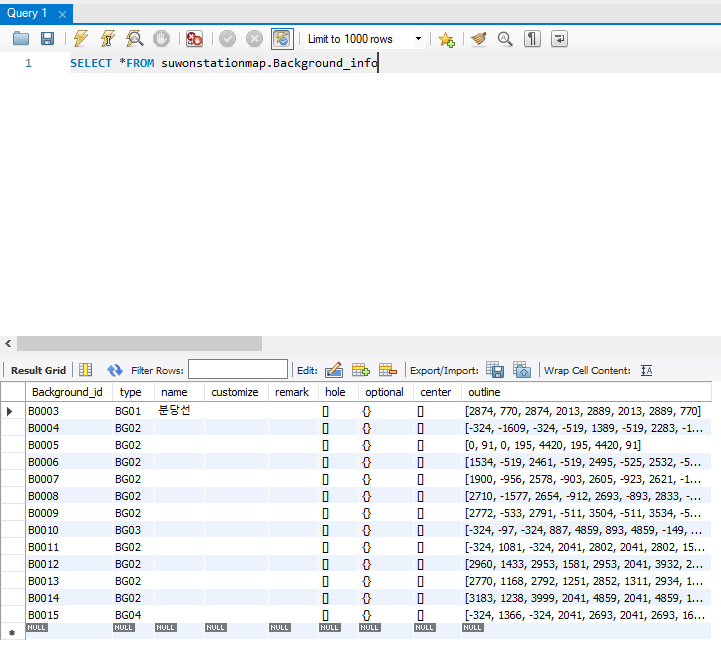 Query 1
Limit to 1000 rows
1 SELECT *FROM suwonstationmap.Background_info
Result Grid Filter Rows: Edit: Export/Import: Wrap Cell Content:
Background_id type name customize remark hole optional center outline
B0003 BG01 분당선 [] {} [] [2874, 770, 2874, 2013, 2889, 2013, 2889, 770]
B0004 BG02 [] {} [] [-324, -1609, -324, -519, 1389, -519, 2283, -1...
B0005 BG02 [] {} [] [0, 91, 0, 195, 4420, 195, 4420, 91]
B0006 BG02 [] {} [] [1534, -519, 2461, -519, 2495, -525, 2532, -5...
B0007 BG02 [] {} [] [1900, -956, 2578, -903, 2605, -923, 2621, -1...
B0008 BG02 [] {} [] [2710, -1577, 2654, -912, 2693, -893, 2833, -...
B0009 BG02 [] {} [] [2772, -533, 2791, -511, 3504, -511, 3534, -5...
B0010 BG03 [] {} [] [-324, -97, -324, 887, 4859, 893, 4859, -149, ...
B0011 BG02 [] {} [] [-324, 1081, -324, 2041, 2802, 2041, 2802, 15...
B0012 BG02 [] {} [] [2960, 1433, 2953, 1581, 2953, 2041, 3932, 2...
B0013 BG02 [] {} [] [2770, 1168, 2792, 1251, 2852, 1311, 2934, 1...
B0014 BG02 [] {} [] [3183, 1238, 3999, 2041, 4859, 2041, 4859, 1...
B0015 BG04 [] {} [] [-324, 1366, -324, 2041, 2693, 2041, 2693, 16...
NULL NULL NULL NULL NULL NULL NULL NULL NULL